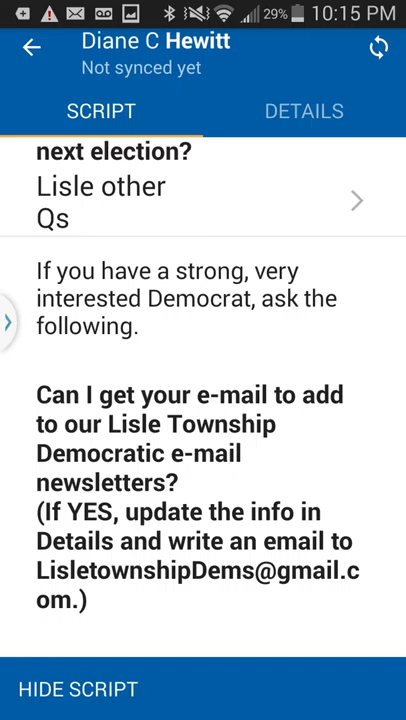 29% 10:15 PM
Diane C Hewitt
Not synced yet
SCRIPT DETAILS
next election?
Lisle other
Qs
If you have a strong, very
interested Democrat, ask the
following.
Can I get your e-mail to add
to our Lisle Township
Democratic e-mail
newsletters?
(If YES, update the info in
Details and write an email to
LisletownshipDems@gmail.c
om.)
HIDE SCRIPT